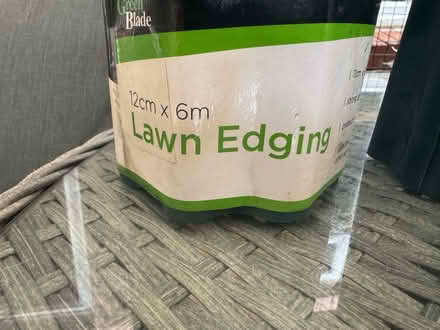 Green
Blade
12cm x 6m
Lawn Edging